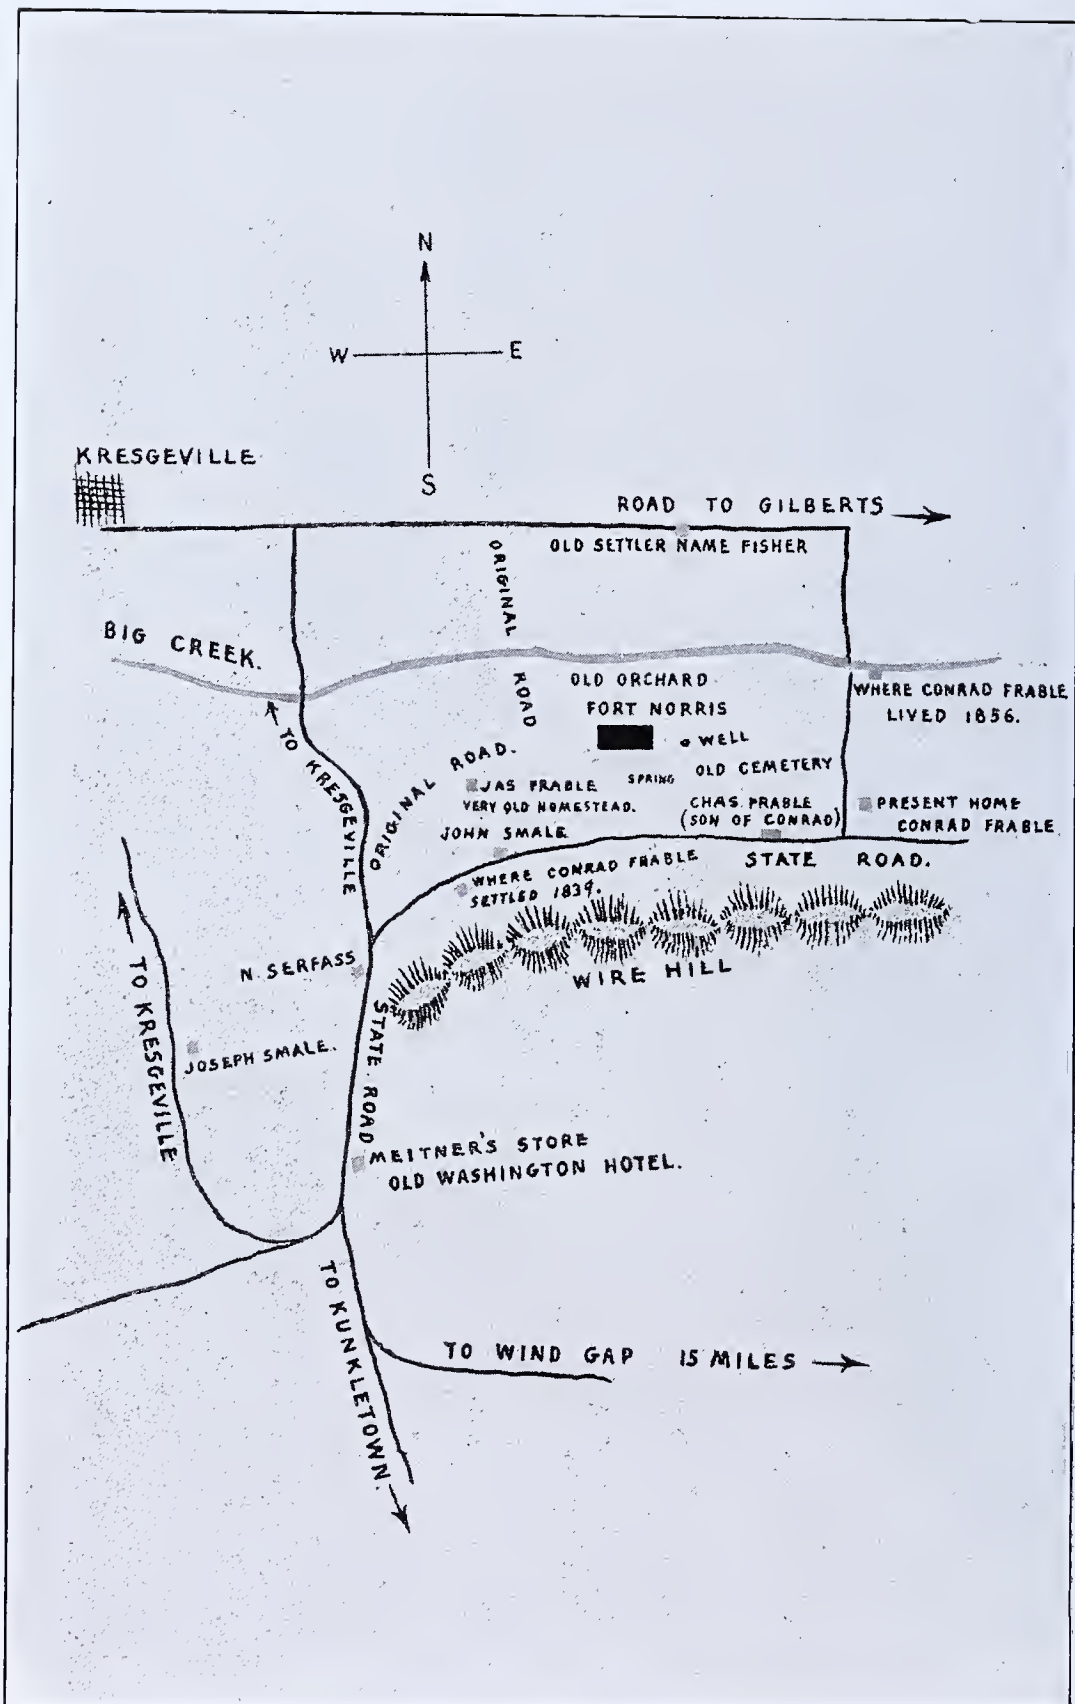 N
W
E
S
KRESGEVILLE
ROAD TO GILBERTS
OLD SETTLER NAME FISHER
ORIGINAL ROAD
BIG CREEK.
OLD ORCHARD
FORT NORRIS
WELL
WHERE CONRAD FRABLE
LIVED 1856.
TO KRESGEVILLE
ORIGINAL ROAD.
JAS FRABLE
VERY OLD HOMESTEAD.
SPRING
OLD CEMETERY
CHAS. FRABLE
(SON OF CONRAD)
PRESENT HOME
CONRAD FRABLE
JOHN SMALE
STATE ROAD.
WHERE CONRAD FRABLE
SETTLED 1839.
WIRE HILL
N. SERFASS
TO KRESGEVILLE
JOSEPH SMALE.
STATE ROAD
MEITNER'S STORE
OLD WASHINGTON HOTEL.
TO KUNKLETOWN.
TO WIND GAP 15 MILES